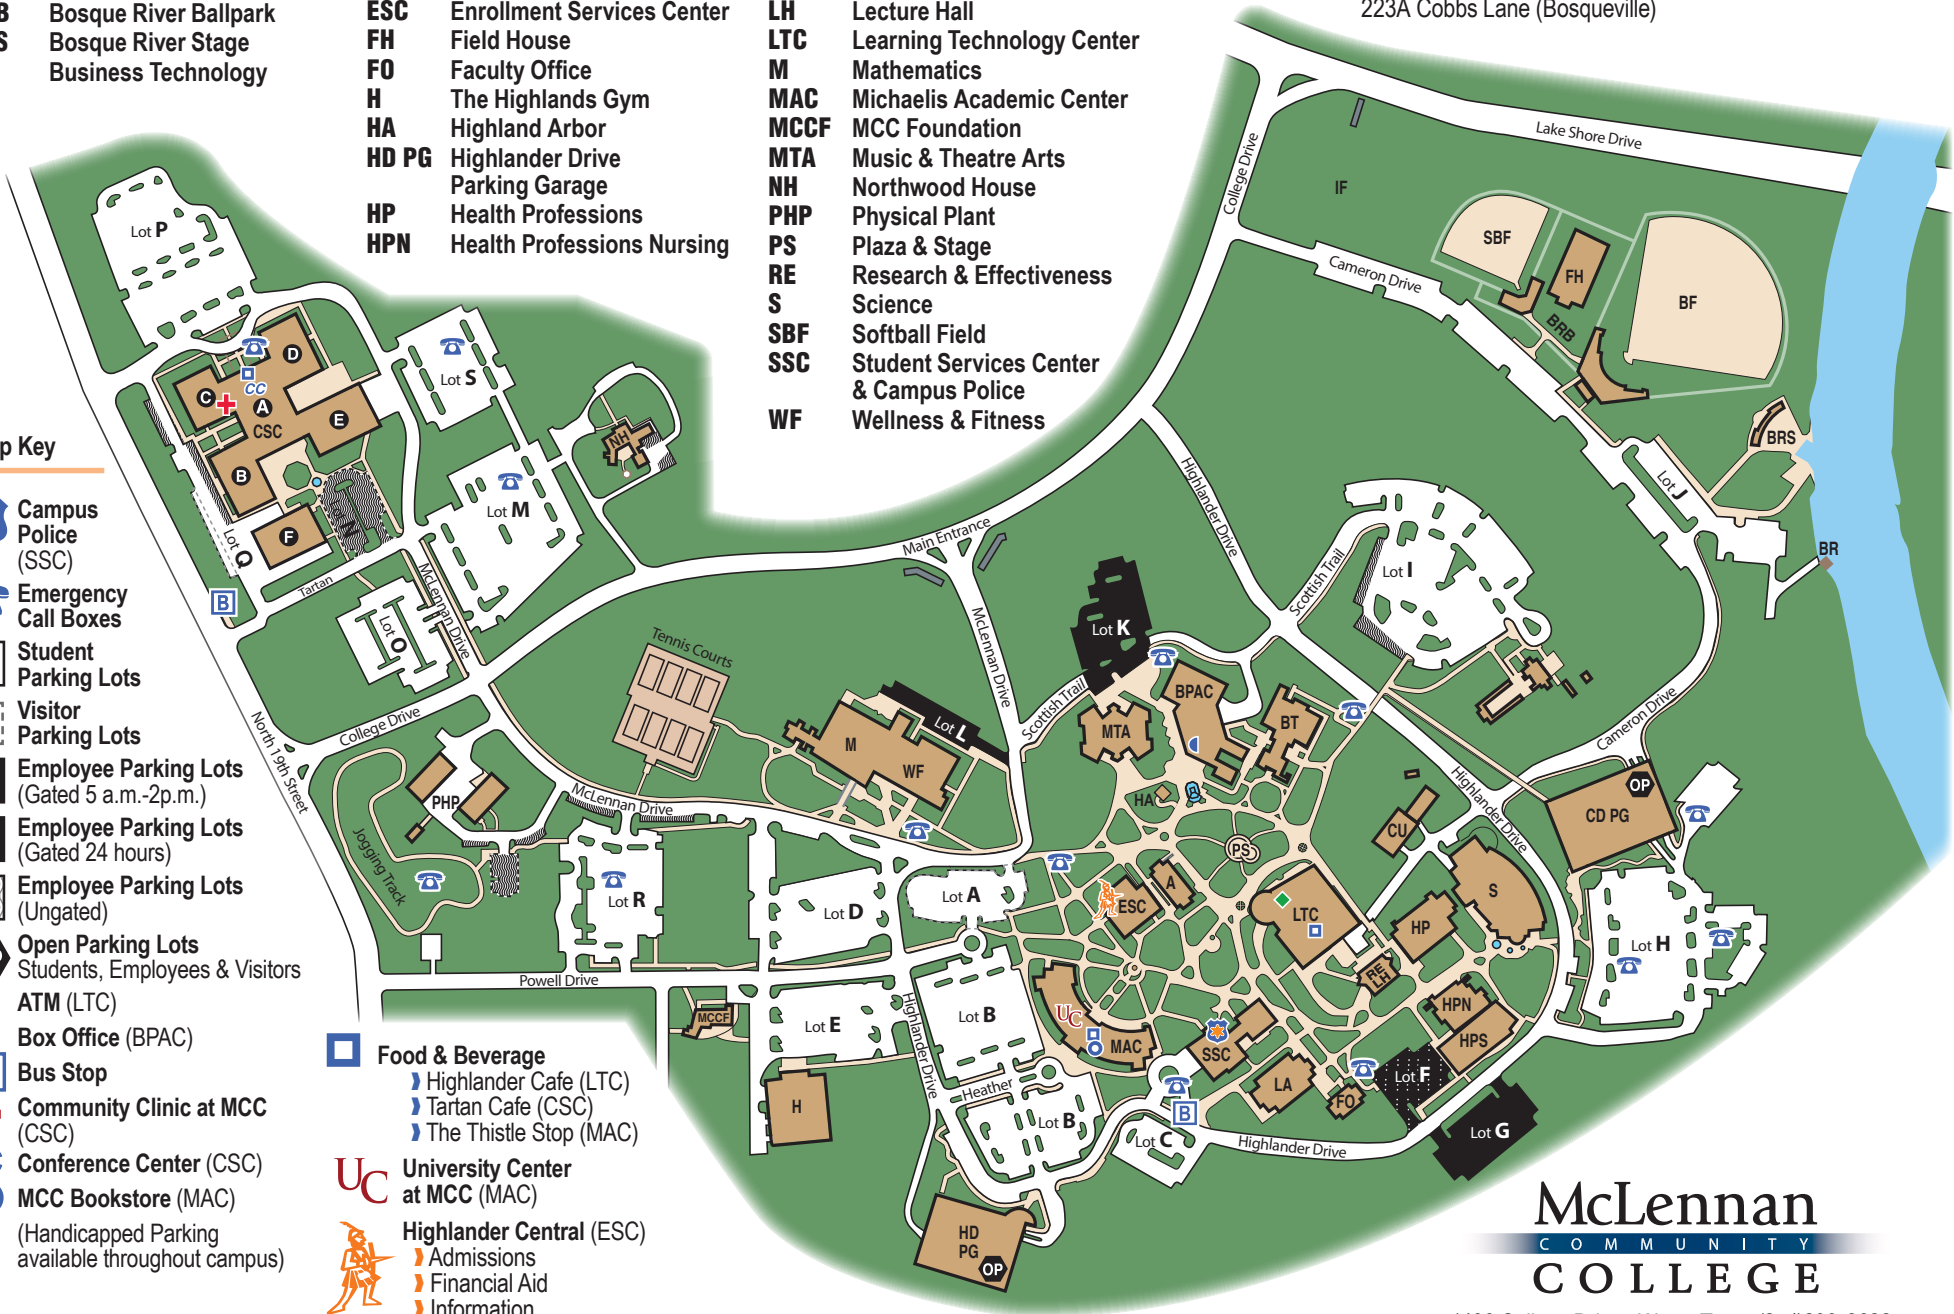 B Bosque River Ballpark
S Bosque River Stage
Business Technology
ESC Enrollment Services Center
FH Field House
FO Faculty Office
H The Highlands Gym
HA Highland Arbor
HD PG Highlander Drive
Parking Garage
HP Health Professions
HPN Health Professions Nursing
LH Lecture Hall
LTC Learning Technology Center
M Mathematics
MAC Michaelis Academic Center
MCCF MCC Foundation
MTA Music & Theatre Arts
NH Northwood House
PHP Physical Plant
PS Plaza & Stage
RE Research & Effectiveness
S Science
SBF Softball Field
SSC Student Services Center
& Campus Police
WF Wellness & Fitness
223A Cobbs Lane (Bosqueville)
Lake Shore Drive
College Drive
IF
SBF
FH
BF
BRB
Cameron Drive
BRS
Lot J
BR
Lot P
D
C
CC
A
E
CSC
B
F
Lot N
Lot Q
Lot S
NH
Lot M
B
Tartan
McLennan Drive
Lot O
Main Entrance
Highlander Drive
Scottish Trail
Lot I
Lot K
McLennan Drive
Tennis Courts
Scottish Trail
BPAC
MTA
BT
Lot L
M
WF
College Drive
North 19th Street
PHP
McLennan Drive
Jogging Track
HA
PS
CU
Highlander Drive
Cameron Drive
OP
CD PG
Lot R
Lot D
Lot A
ESC
A
LTC
HP
S
RE
LH
Lot H
HPN
HPS
Powell Drive
MCCF
Lot E
Highlander Drive
Lot B
UC
MAC
SSC
LA
FO
Lot F
Lot G
H
Heather
Lot B
B
Lot C
Highlander Drive
HD
PG
OP
p Key
Campus
Police
(SSC)
Emergency
Call Boxes
Student
Parking Lots
Visitor
Parking Lots
Employee Parking Lots
(Gated 5 a.m.-2p.m.)
Employee Parking Lots
(Gated 24 hours)
Employee Parking Lots
(Ungated)
Open Parking Lots
Students, Employees & Visitors
ATM (LTC)
Box Office (BPAC)
Bus Stop
Community Clinic at MCC
(CSC)
Conference Center (CSC)
MCC Bookstore (MAC)
(Handicapped Parking
available throughout campus)
Food & Beverage
Highlander Cafe (LTC)
Tartan Cafe (CSC)
The Thistle Stop (MAC)
UC University Center
at MCC (MAC)
Highlander Central (ESC)
Admissions
Financial Aid
Information
McLennan
COMMUNITY
COLLEGE